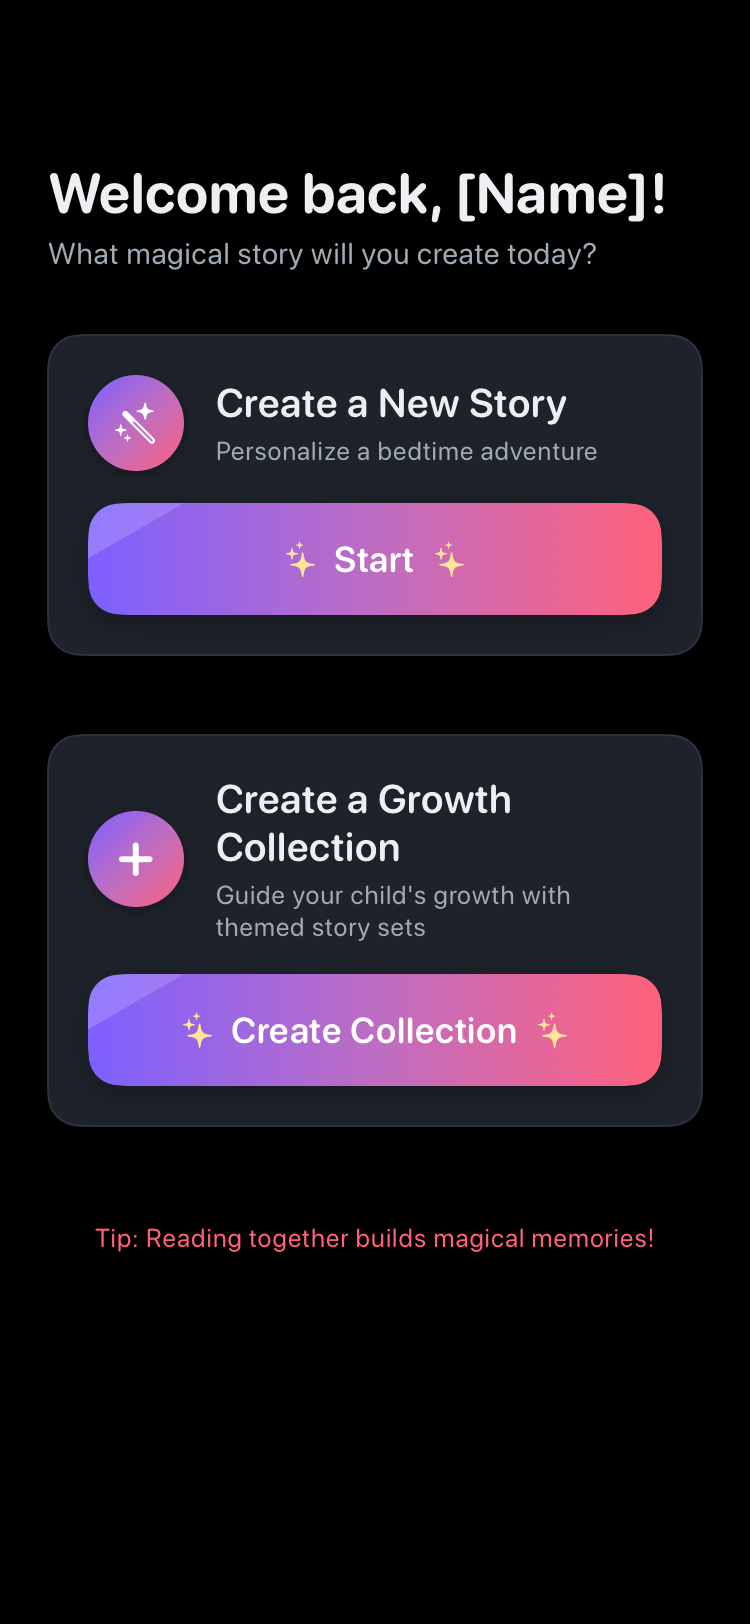 Welcome back, [Name]!
What magical story will you create today?
Create a New Story
Personalize a bedtime adventure
✨ Start ✨
Create a Growth
Collection
Guide your child's growth with
themed story sets
✨ Create Collection ✨
Tip: Reading together builds magical memories!